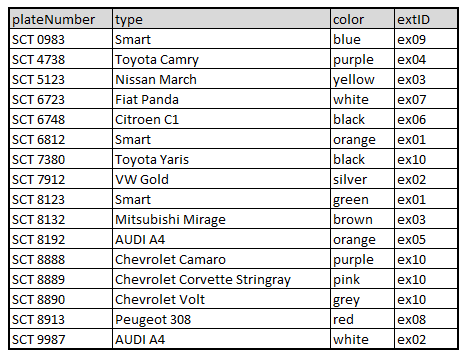 plateNumber type color extID
SCT 0983 Smart blue ex09
SCT 4738 Toyota Camry purple ex04
SCT 5123 Nissan March yellow ex03
SCT 6723 Fiat Panda white ex07
SCT 6748 Citroen C1 black ex06
SCT 6812 Smart orange ex01
SCT 7380 Toyota Yaris black ex10
SCT 7912 VW Gold silver ex02
SCT 8123 Smart green ex01
SCT 8132 Mitsubishi Mirage brown ex03
SCT 8192 AUDI A4 orange ex05
SCT 8888 Chevrolet Camaro purple ex10
SCT 8889 Chevrolet Corvette Stringray pink ex10
SCT 8890 Chevrolet Volt grey ex10
SCT 8913 Peugeot 308 red ex08
SCT 9987 AUDI A4 white ex02